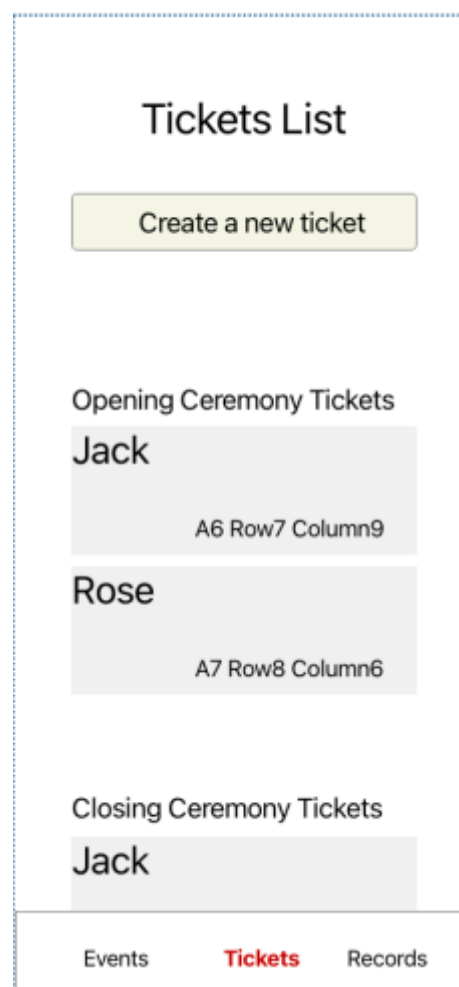 Tickets List
Create a new ticket
Opening Ceremony Tickets
Jack
A6 Row7 Column9
Rose
A7 Row8 Column6
Closing Ceremony Tickets
Jack
Events Tickets Records